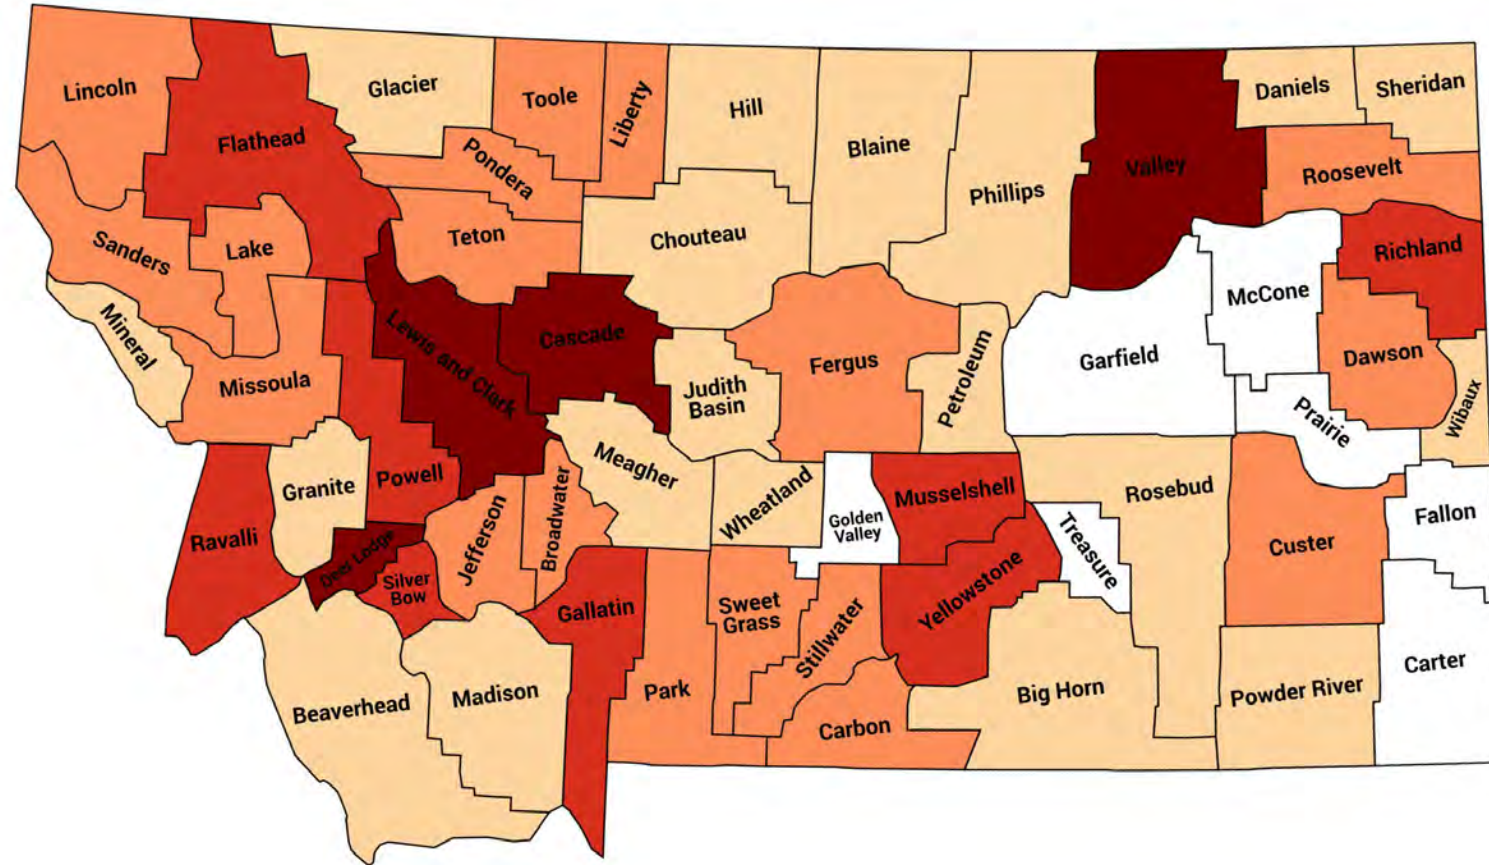 Lincoln
Flathead
Glacier
Toole
Liberty
Hill
Blaine
Phillips
Valley
Daniels
Sheridan
Roosevelt
Pondera
Teton
Chouteau
Sanders
Lake
Richland
McCone
Mineral
Missoula
Lewis and Clark
Cascade
Judith
Basin
Fergus
Petroleum
Garfield
Dawson
Prairie
Wibaux
Ravalli
Granite
Powell
Meagher
Wheatland
Golden
Valley
Musselshell
Rosebud
Treasure
Custer
Fallon
Deer Lodge
Silver
Bow
Jefferson
Broadwater
Gallatin
Sweet
Grass
Stillwater
Yellowstone
Beaverhead
Madison
Park
Carbon
Big Horn
Powder River
Carter